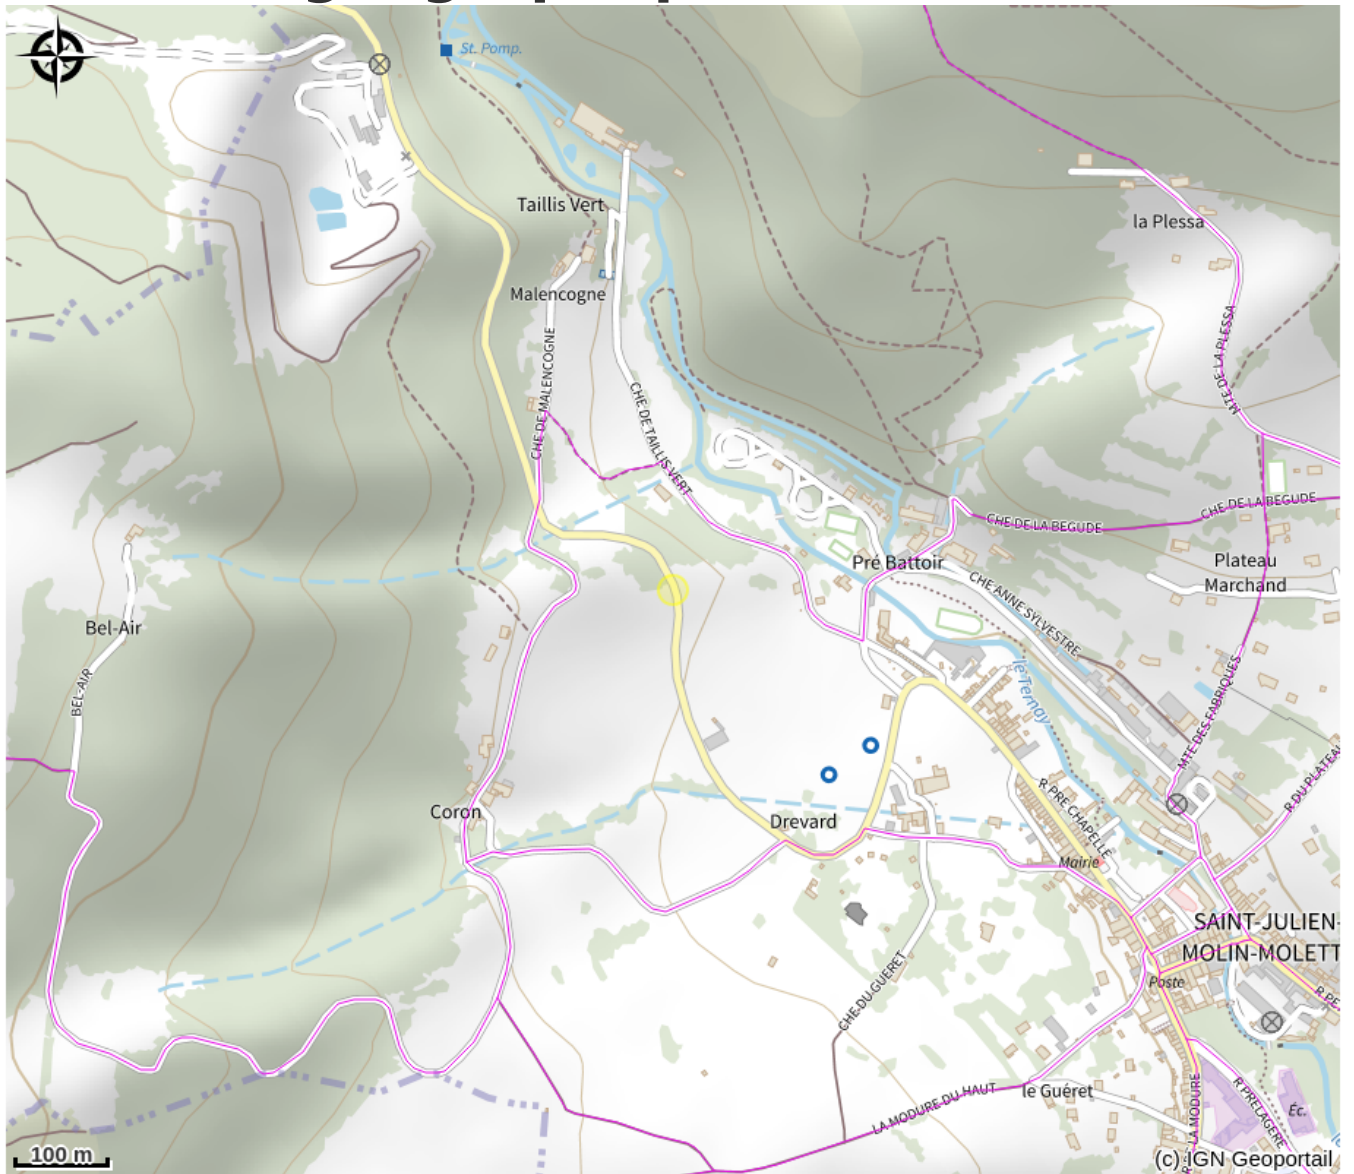 St. Pomp.
Taillis Vert
la Plessa
Malencogne
MTE DE LA PLESSA
CHE DE MALENCOGNE
CHE DE TAILLIS VERT
CHE DE LA BEGUDE
CHE DE LA BEGUDE
Pré Battoir
Plateau
Marchand
CHE ANNE SYLVESTRE
Bel-Air
BEL-AIR
le Ternay
MTE DES FABRIQUES
R DU PLATEAU
R PRE CHAPELLE
Coron
Drevard
Mairie
SAINT-JULIEN-
MOLIN-MOLETT
Poste
R PE
CHE DU GUERET
le Guéret
LA MODURE DU HAUT
LA MODURE
R PRELAGERE
Éc.
100 m
(c) IGN Geoportail